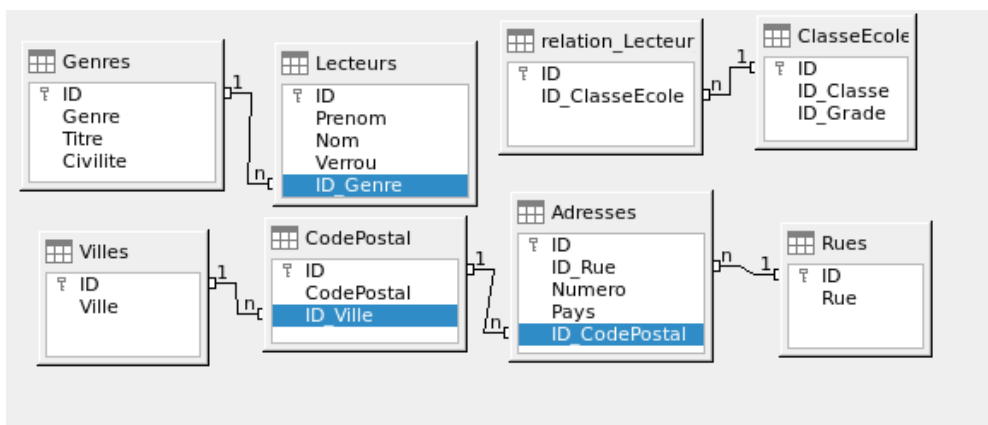 Genres
ID
Genre
Titre
Civilite
1
n
Lecteurs
ID
Prenom
Nom
Verrou
ID_Genre
relation_Lecteur
ID
ID_ClasseEcole
n
1
ClasseEcole
ID
ID_Classe
ID_Grade
Villes
ID
Ville
1
n
CodePostal
ID
CodePostal
ID_Ville
1
n
Adresses
ID
ID_Rue
Numero
Pays
ID_CodePostal
n
1
Rues
ID
Rue